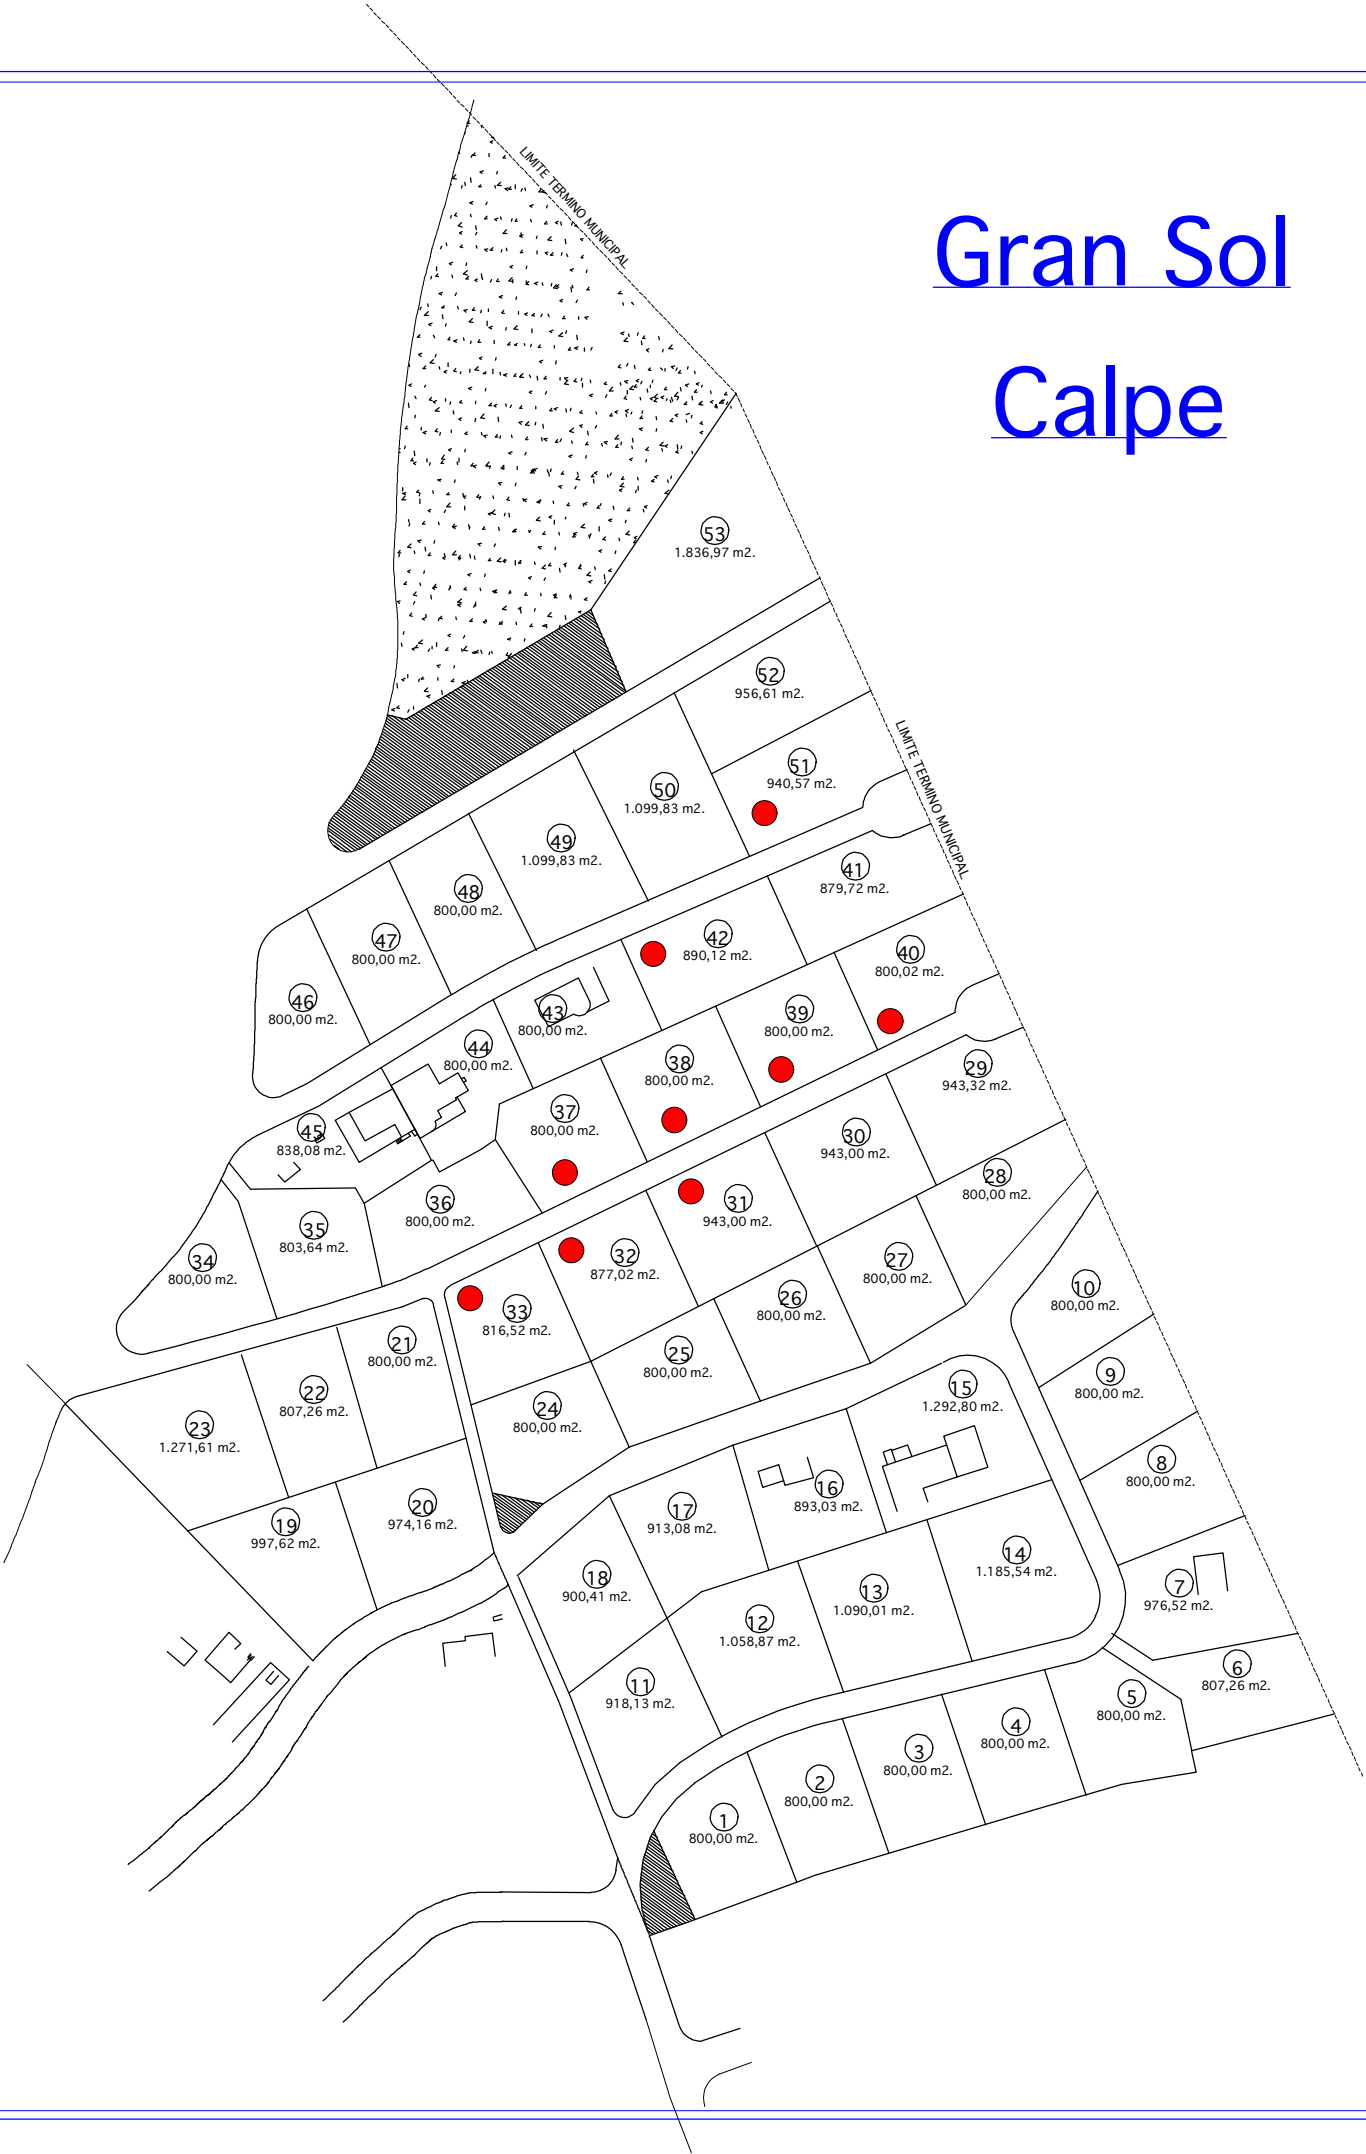 LIMITE TERMINO MUNICIPAL
Gran Sol
Calpe
53
1.836,97 m2.
52
956,61 m2.
51
940,57 m2.
LIMITE TERMINO MUNICIPAL
50
1.099,83 m2.
49
1.099,83 m2.
48
800,00 m2.
47
800,00 m2.
46
800,00 m2.
41
879,72 m2.
42
890,12 m2.
43
800,00 m2.
44
800,00 m2.
45
838,08 m2.
40
800,02 m2.
39
800,00 m2.
38
800,00 m2.
37
800,00 m2.
36
800,00 m2.
35
803,64 m2.
34
800,00 m2.
29
943,32 m2.
30
943,00 m2.
31
943,00 m2.
32
877,02 m2.
33
816,52 m2.
28
800,00 m2.
27
800,00 m2.
26
800,00 m2.
25
800,00 m2.
24
800,00 m2.
21
800,00 m2.
22
807,26 m2.
23
1.271,61 m2.
20
974,16 m2.
19
997,62 m2.
10
800,00 m2.
9
800,00 m2.
8
800,00 m2.
7
976,52 m2.
6
807,26 m2.
15
1.292,80 m2.
16
893,03 m2.
17
913,08 m2.
18
900,41 m2.
14
1.185,54 m2.
13
1.090,01 m2.
12
1.058,87 m2.
11
918,13 m2.
5
800,00 m2.
4
800,00 m2.
3
800,00 m2.
2
800,00 m2.
1
800,00 m2.